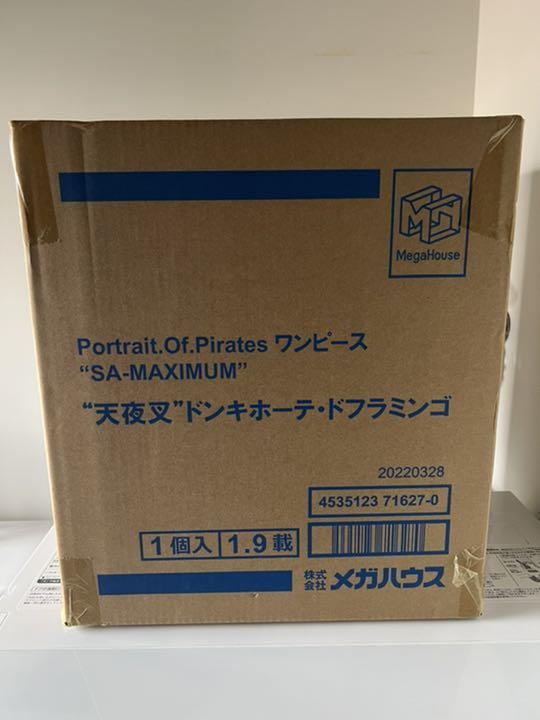 MegaHouse
Portrait.Of.Pirates ワンピース
“SA-MAXIMUM”
“天夜叉”ドンキホーテ・ドフラミンゴ
20220328
4535123 71627-0
1個入 1.9載
株式会社 メガハウス